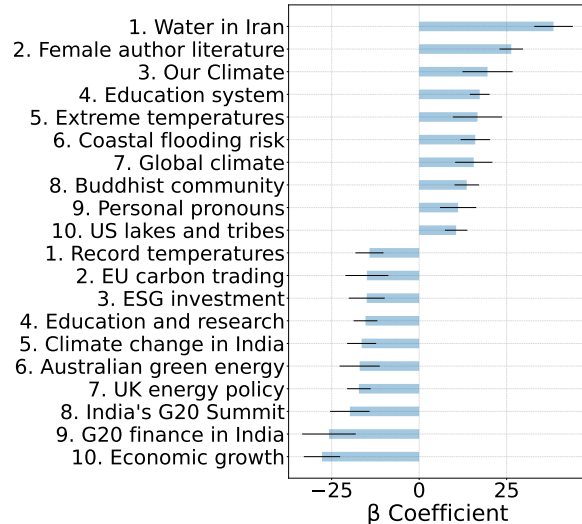 1. Water in Iran
2. Female author literature
3. Our Climate
4. Education system
5. Extreme temperatures
6. Coastal flooding risk
7. Global climate
8. Buddhist community
9. Personal pronouns
10. US lakes and tribes
1. Record temperatures
2. EU carbon trading
3. ESG investment
4. Education and research
5. Climate change in India
6. Australian green energy
7. UK energy policy
8. India's G20 Summit
9. G20 finance in India
10. Economic growth
−25 0 25
β Coefficient